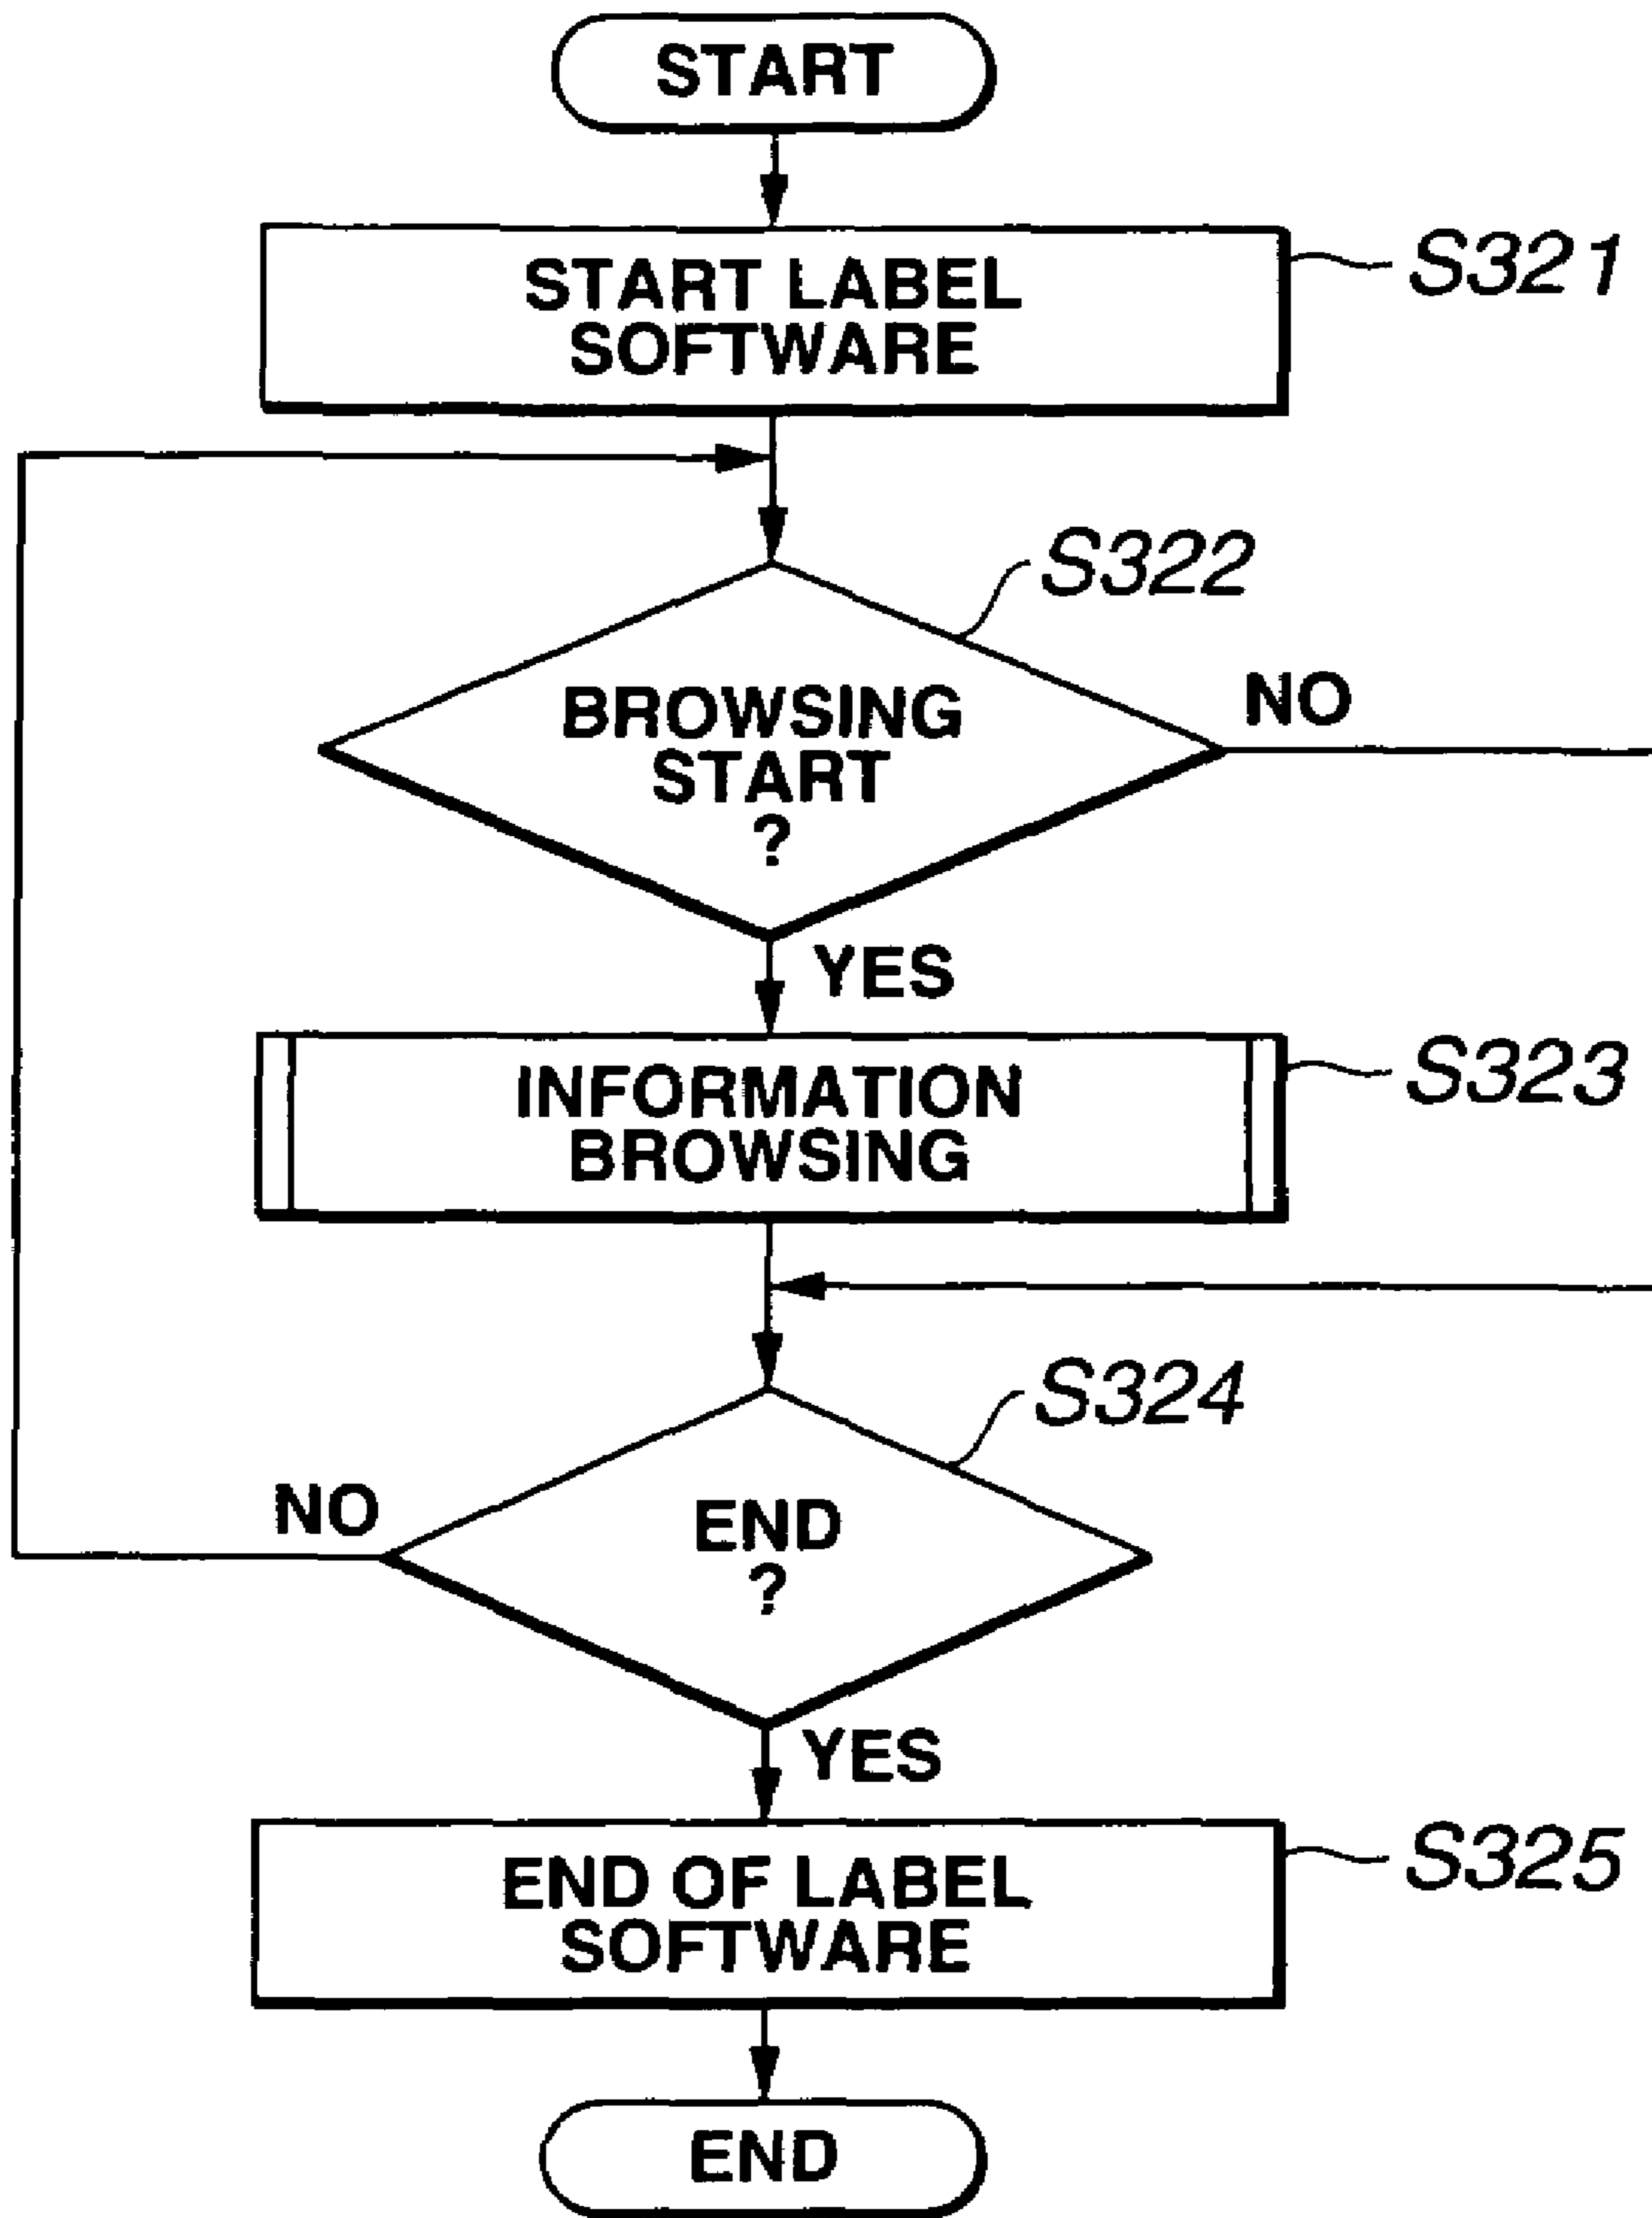 START
START LABEL
SOFTWARE
S321
S322
BROWSING
START
?
NO
YES
INFORMATION
BROWSING
S323
S324
END
?
NO
YES
END OF LABEL
SOFTWARE
S325
END